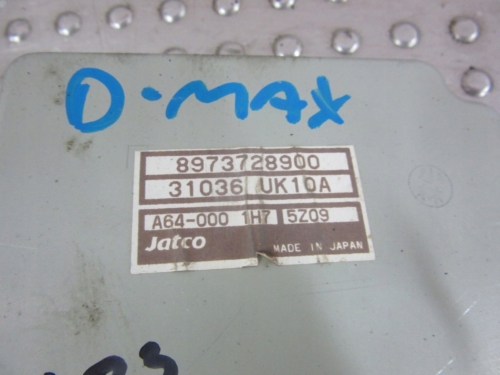 D-MAX
8973728900
31036 UK10A
A64-000 1H7 5Z09
Jatco MADE IN JAPAN